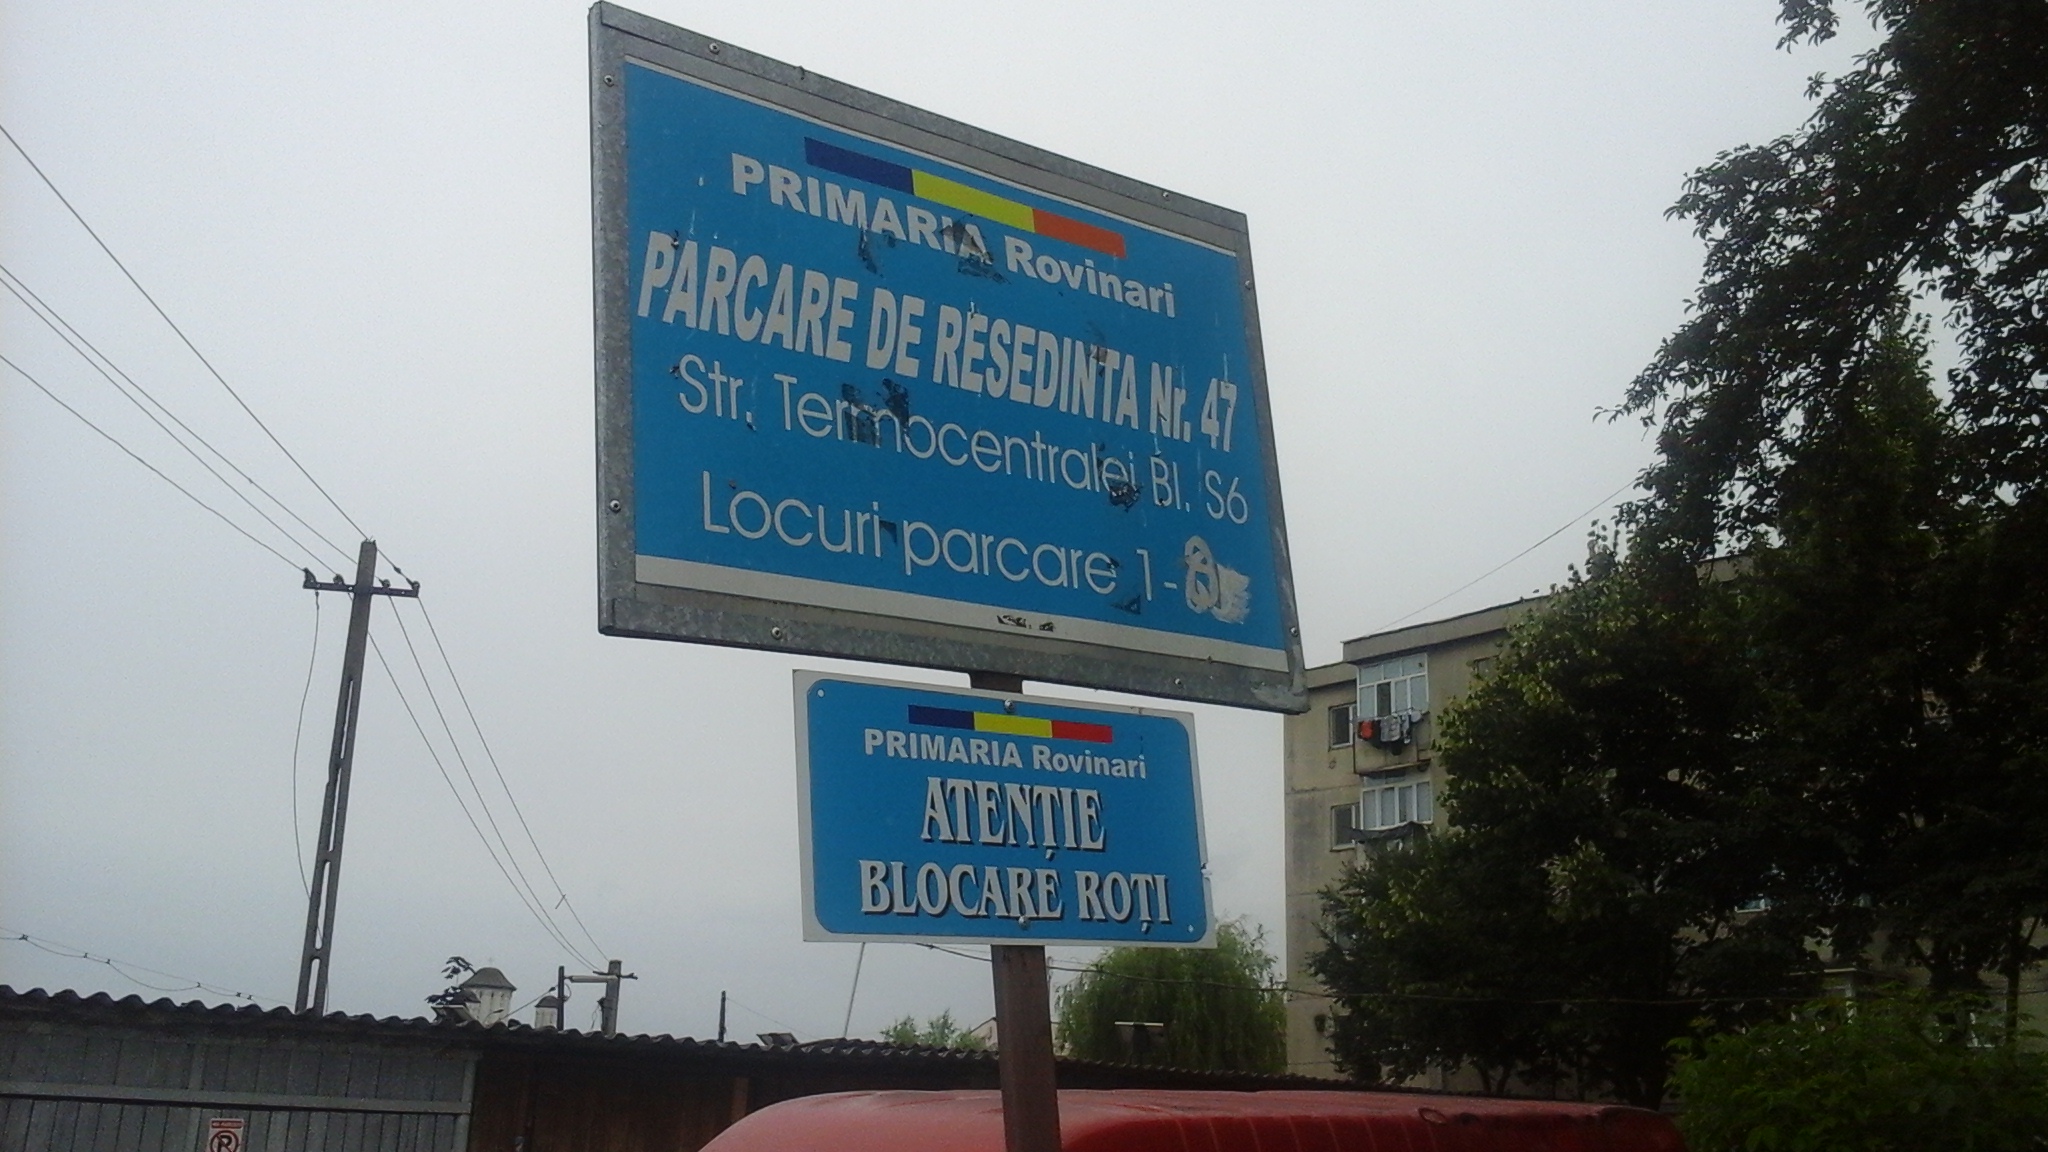 PRIMARIA Rovinari
PARCARE DE RESEDINTA Nr. 47
Str. Termocentralei Bl. S6
Locuri parcare 1-8
PRIMARIA Rovinari
ATENȚIE
BLOCARE ROȚI